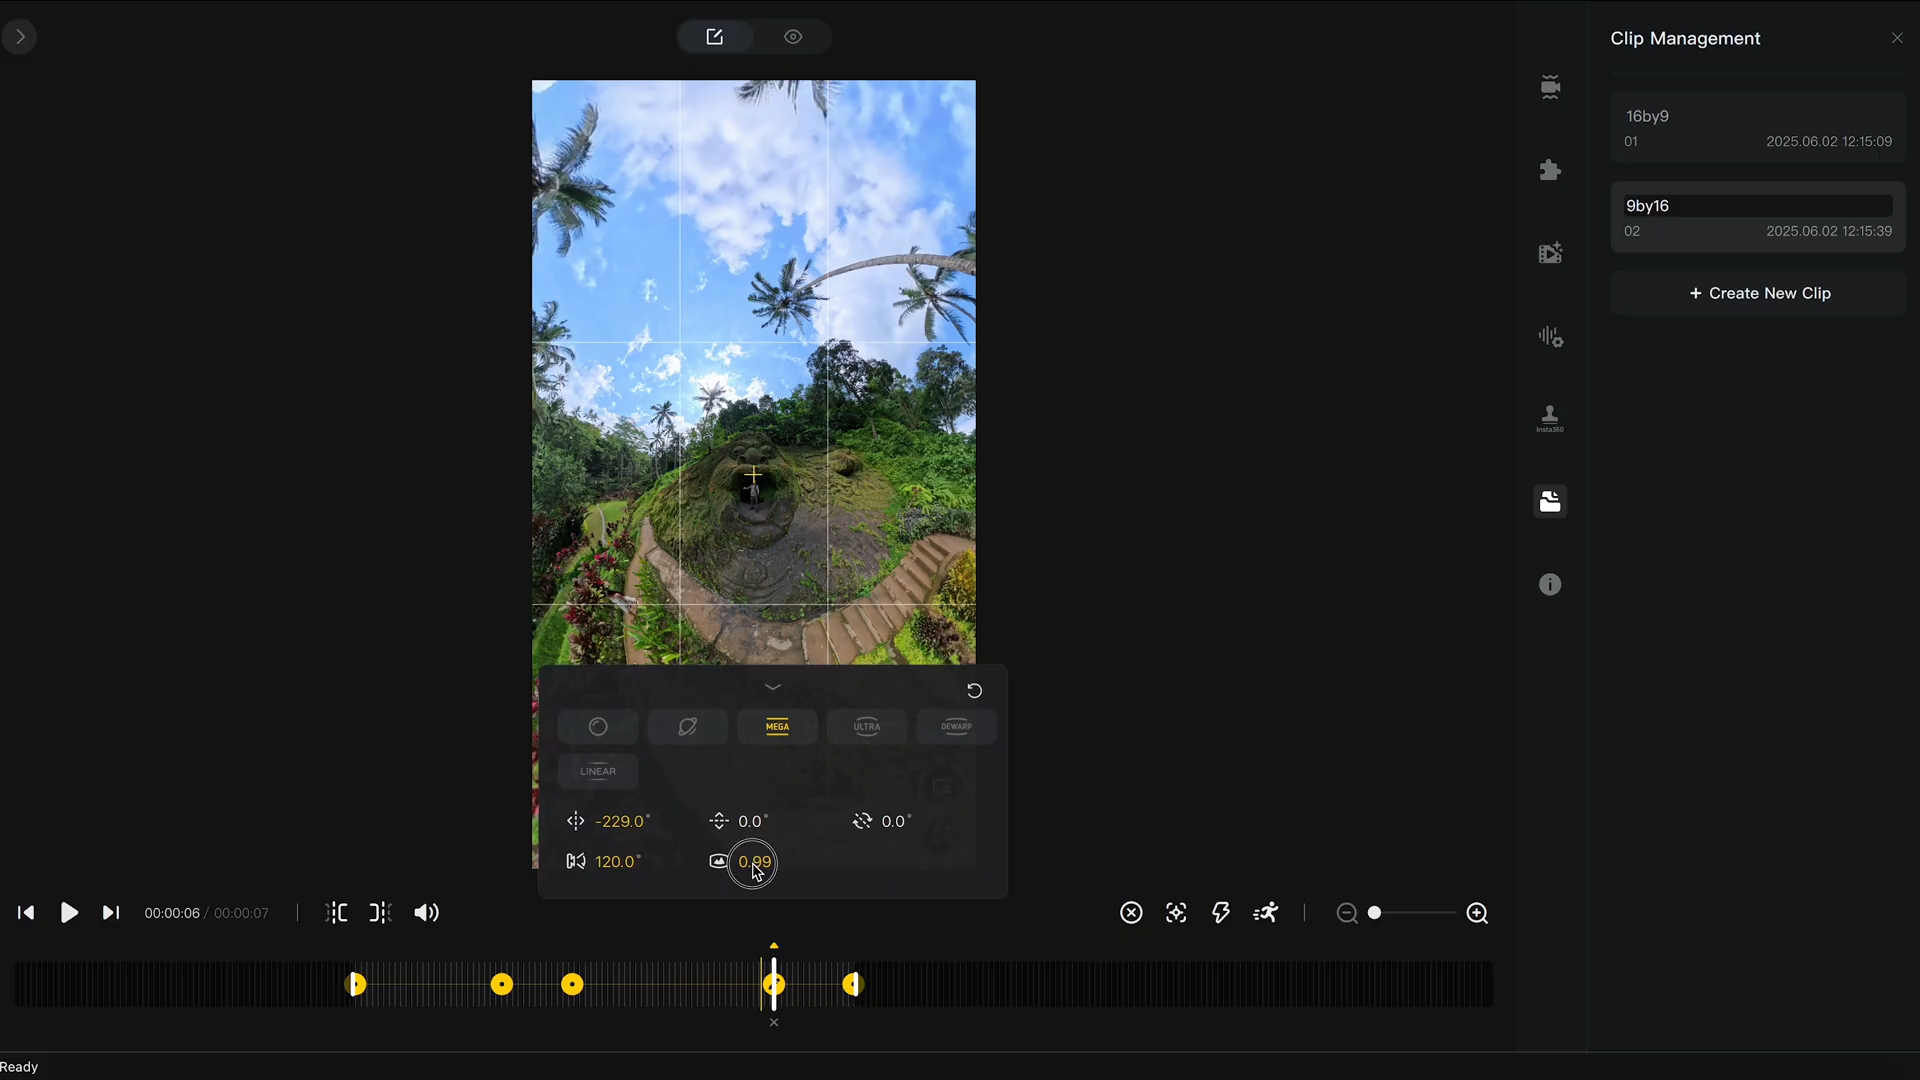 Clip Management
16by9
01 2025.06.02 12:15:09
9by16
02 2025.06.02 12:15:39
+ Create New Clip
Insta360
MEGA
ULTRA
DEWARP
LINEAR
-229.0°
0.0°
0.0°
120.0°
0.99
00:00:06 / 00:00:07
Ready